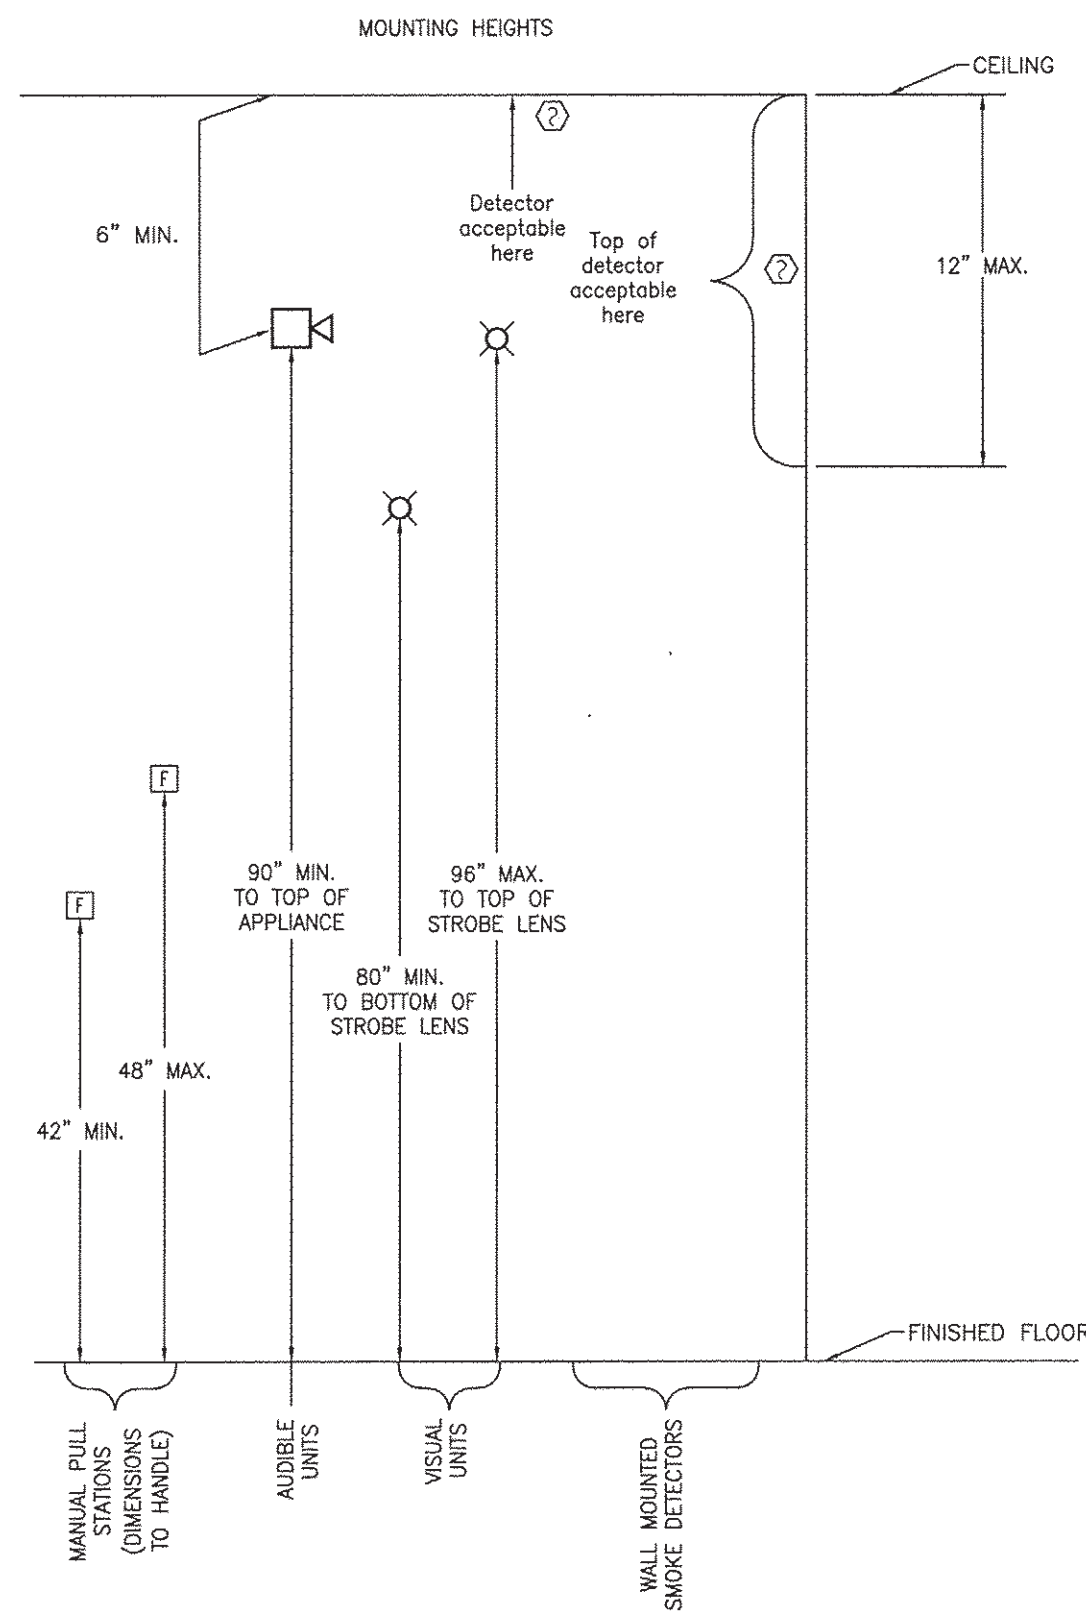 MOUNTING HEIGHTS
CEILING
6" MIN.
Detector
acceptable
here
Top of
detector
acceptable
here
12" MAX.
F
F
90" MIN.
TO TOP OF
APPLIANCE
96" MAX.
TO TOP OF
STROBE LENS
80" MIN.
TO BOTTOM OF
STROBE LENS
48" MAX.
42" MIN.
FINISHED FLOOR
MANUAL PULL
STATIONS
(DIMENSIONS
TO HANDLE)
AUDIBLE
UNITS
VISUAL
UNITS
WALL MOUNTED
SMOKE DETECTORS